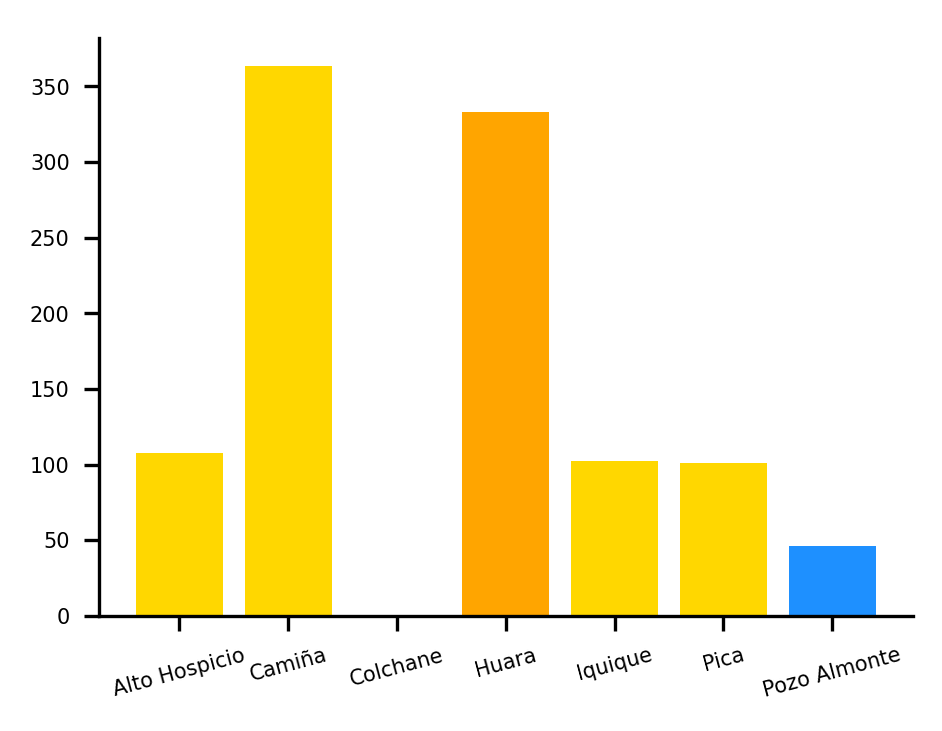 350
300
250
200
150
100
50
0
Alto Hospicio
Camiña
Colchane
Huara
Iquique
Pica
Pozo Almonte